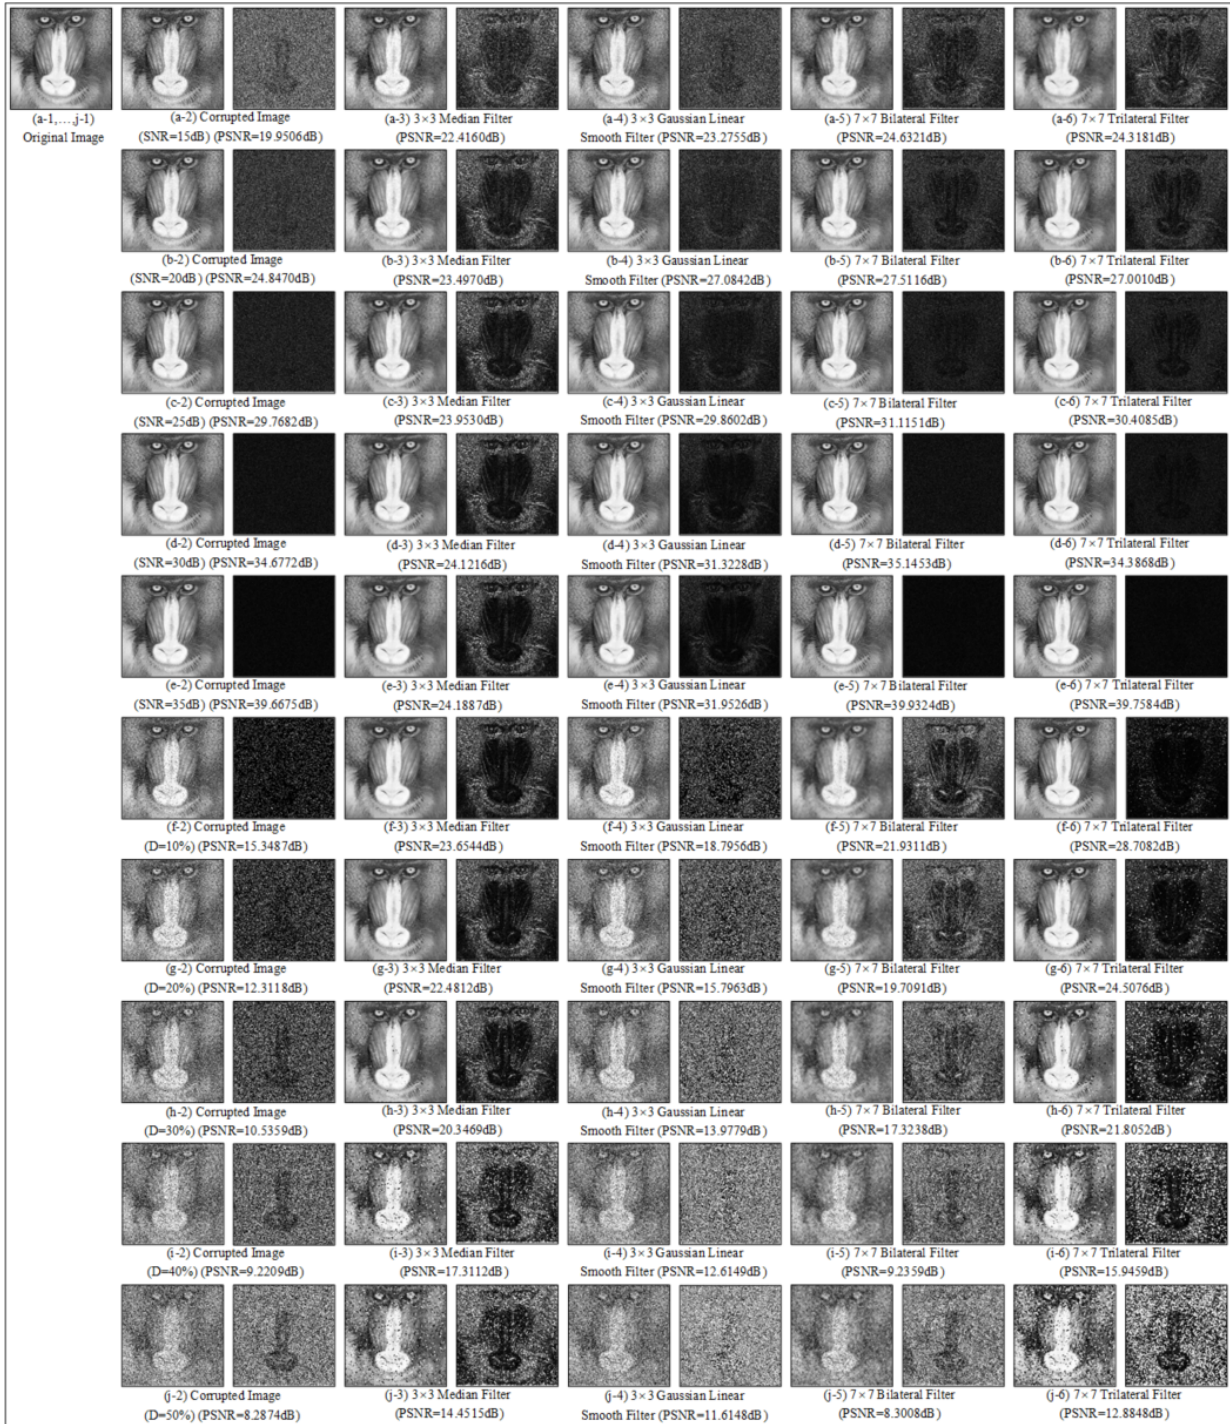 (a-1,....j-1)
Original Image
(a-2) Corrupted Image
(SNR=15dB) (PSNR=19.9506dB)
(a-3) 3×3 Median Filter
(PSNR=22.4160dB)
(a-4) 3×3 Gaussian Linear
Smooth Filter (PSNR=23.2755dB)
(a-5) 7×7 Bilateral Filter
(PSNR=24.6321dB)
(a-6) 7×7 Trilateral Filter
(PSNR=24.3181dB)
(b-2) Corrupted Image
(SNR=20dB) (PSNR=24.8470dB)
(b-3) 3×3 Median Filter
(PSNR=23.4970dB)
(b-4) 3×3 Gaussian Linear
Smooth Filter (PSNR=27.0842dB)
(b-5) 7×7 Bilateral Filter
(PSNR=27.5116dB)
(b-6) 7×7 Trilateral Filter
(PSNR=27.0010dB)
(c-2) Corrupted Image
(SNR=25dB) (PSNR=29.7682dB)
(c-3) 3×3 Median Filter
(PSNR=23.9530dB)
(c-4) 3×3 Gaussian Linear
Smooth Filter (PSNR=29.8602dB)
(c-5) 7×7 Bilateral Filter
(PSNR=31.1151dB)
(c-6) 7×7 Trilateral Filter
(PSNR=30.4085dB)
(d-2) Corrupted Image
(SNR=30dB) (PSNR=34.6772dB)
(d-3) 3×3 Median Filter
(PSNR=24.1216dB)
(d-4) 3×3 Gaussian Linear
Smooth Filter (PSNR=31.3228dB)
(d-5) 7×7 Bilateral Filter
(PSNR=35.1453dB)
(d-6) 7×7 Trilateral Filter
(PSNR=34.3868dB)
(e-2) Corrupted Image
(SNR=35dB) (PSNR=39.6675dB)
(e-3) 3×3 Median Filter
(PSNR=24.1887dB)
(e-4) 3×3 Gaussian Linear
Smooth Filter (PSNR=31.9526dB)
(e-5) 7×7 Bilateral Filter
(PSNR=39.9324dB)
(e-6) 7×7 Trilateral Filter
(PSNR=39.7584dB)
(f-2) Corrupted Image
(D=10%) (PSNR=15.3487dB)
(f-3) 3×3 Median Filter
(PSNR=23.6544dB)
(f-4) 3×3 Gaussian Linear
Smooth Filter (PSNR=18.7956dB)
(f-5) 7×7 Bilateral Filter
(PSNR=21.9311dB)
(f-6) 7×7 Trilateral Filter
(PSNR=28.7082dB)
(g-2) Corrupted Image
(D=20%) (PSNR=12.3118dB)
(g-3) 3×3 Median Filter
(PSNR=22.4812dB)
(g-4) 3×3 Gaussian Linear
Smooth Filter (PSNR=15.7963dB)
(g-5) 7×7 Bilateral Filter
(PSNR=19.7091dB)
(g-6) 7×7 Trilateral Filter
(PSNR=24.5076dB)
(h-2) Corrupted Image
(D=30%) (PSNR=10.5359dB)
(h-3) 3×3 Median Filter
(PSNR=20.3469dB)
(h-4) 3×3 Gaussian Linear
Smooth Filter (PSNR=13.9779dB)
(h-5) 7×7 Bilateral Filter
(PSNR=17.3238dB)
(h-6) 7×7 Trilateral Filter
(PSNR=21.8052dB)
(i-2) Corrupted Image
(D=40%) (PSNR=9.2209dB)
(i-3) 3×3 Median Filter
(PSNR=17.3112dB)
(i-4) 3×3 Gaussian Linear
Smooth Filter (PSNR=12.6149dB)
(i-5) 7×7 Bilateral Filter
(PSNR=9.2359dB)
(i-6) 7×7 Trilateral Filter
(PSNR=15.9459dB)
(j-2) Corrupted Image
(D=50%) (PSNR=8.2874dB)
(j-3) 3×3 Median Filter
(PSNR=14.4515dB)
(j-4) 3×3 Gaussian Linear
Smooth Filter (PSNR=11.6148dB)
(j-5) 7×7 Bilateral Filter
(PSNR=8.3008dB)
(j-6) 7×7 Trilateral Filter
(PSNR=12.8848dB)